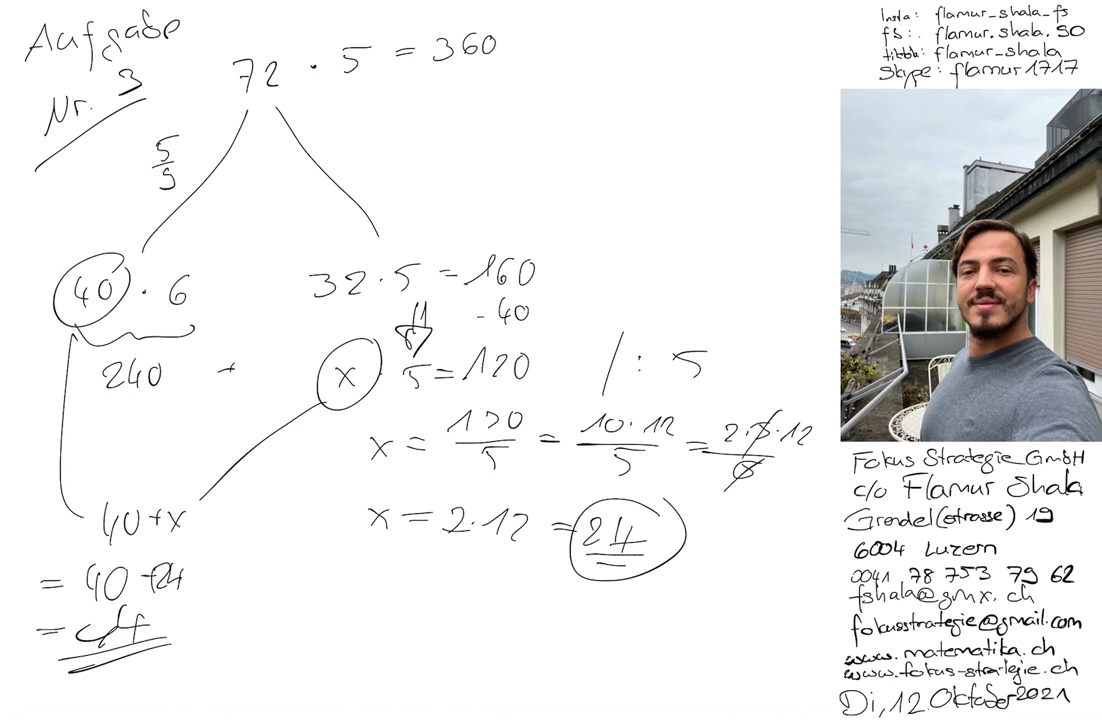 Aufgabe
Nr. 3
72 · 5 = 360
5/5
40 · 6
32 · 5 = 160
- 40
240 +
x 5 = 120 / : 5
x = 120/5 = 10 · 12/5 = 2 · 5 · 12/5
x = 2 · 12 = 24
40 + x
= 40 + 24
= 64
Insta: flamur_shala_fs
fb: flamur.shala.90
tiktok: flamur_shala
Skype: flamur1717
Fokus Strategie GmbH
c/o Flamur Shala
Grendel(strasse) 19
6004 Luzern
0041 78 753 79 62
fshala@gmx.ch
fokusstrategie@gmail.com
www.matematika.ch
www.fokus-strategie.ch
Di, 12. Oktober 2021